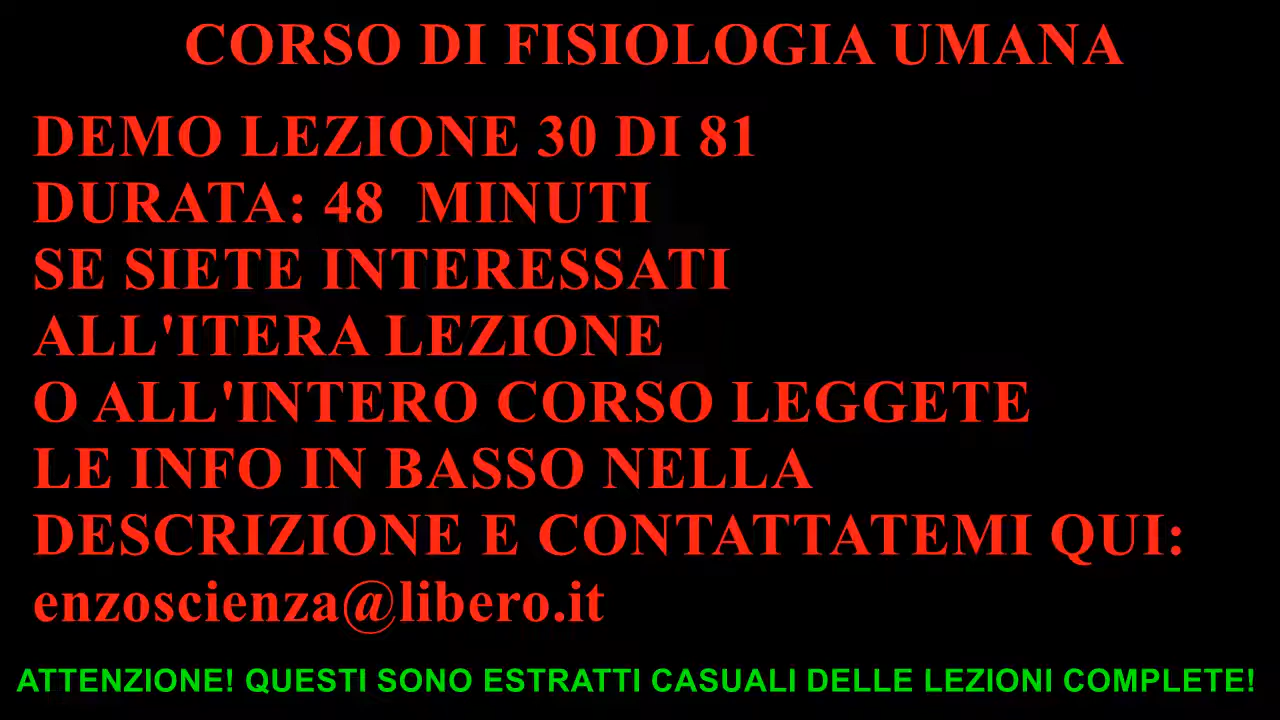 CORSO DI FISIOLOGIA UMANA
DEMO LEZIONE 30 DI 81
DURATA: 48 MINUTI
SE SIETE INTERESSATI
ALL'ITERA LEZIONE
O ALL'INTERO CORSO LEGGETE
LE INFO IN BASSO NELLA
DESCRIZIONE E CONTATTATEMI QUI:
enzoscienza@libero.it
ATTENZIONE! QUESTI SONO ESTRATTI CASUALI DELLE LEZIONI COMPLETE!